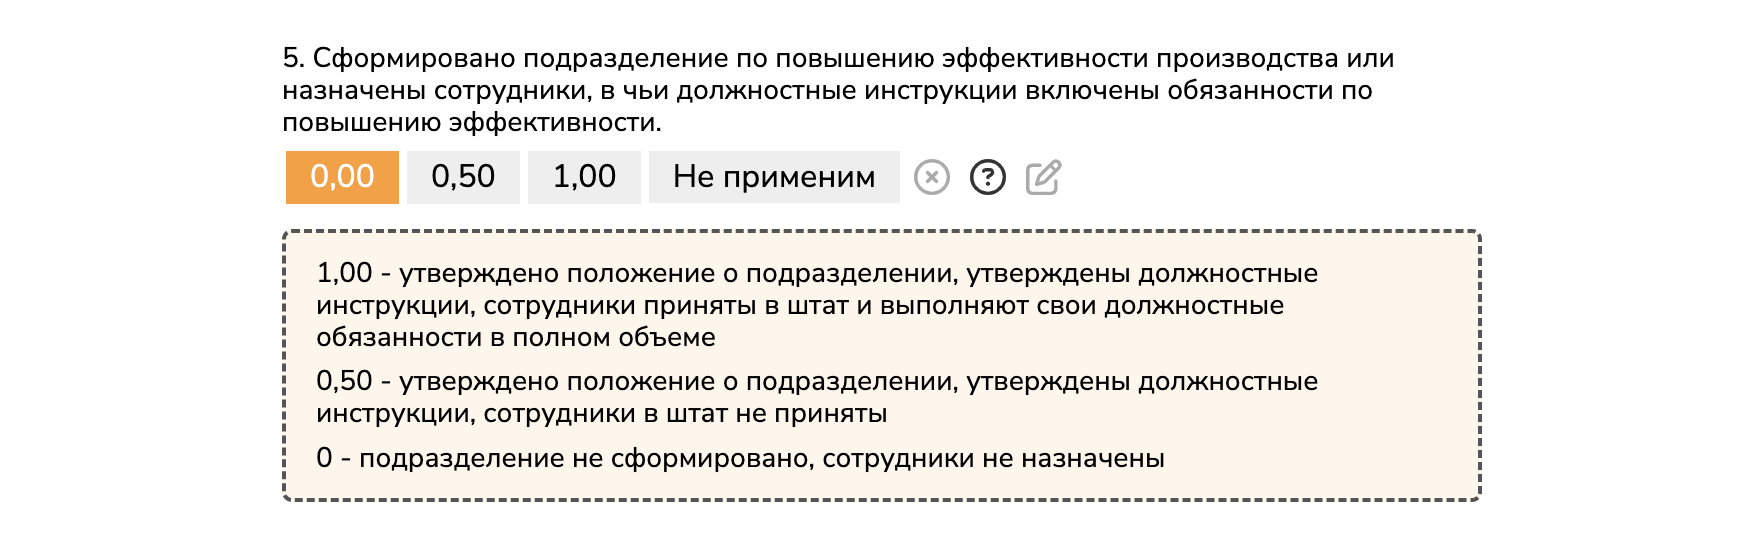 5. Сформировано подразделение по повышению эффективности производства или
назначены сотрудники, в чьи должностные инструкции включены обязанности по
повышению эффективности.
0,00 0,50 1,00 Не применим ?
1,00 - утверждено положение о подразделении, утверждены должностные
инструкции, сотрудники приняты в штат и выполняют свои должностные
обязанности в полном объеме
0,50 - утверждено положение о подразделении, утверждены должностные
инструкции, сотрудники в штат не приняты
0 - подразделение не сформировано, сотрудники не назначены